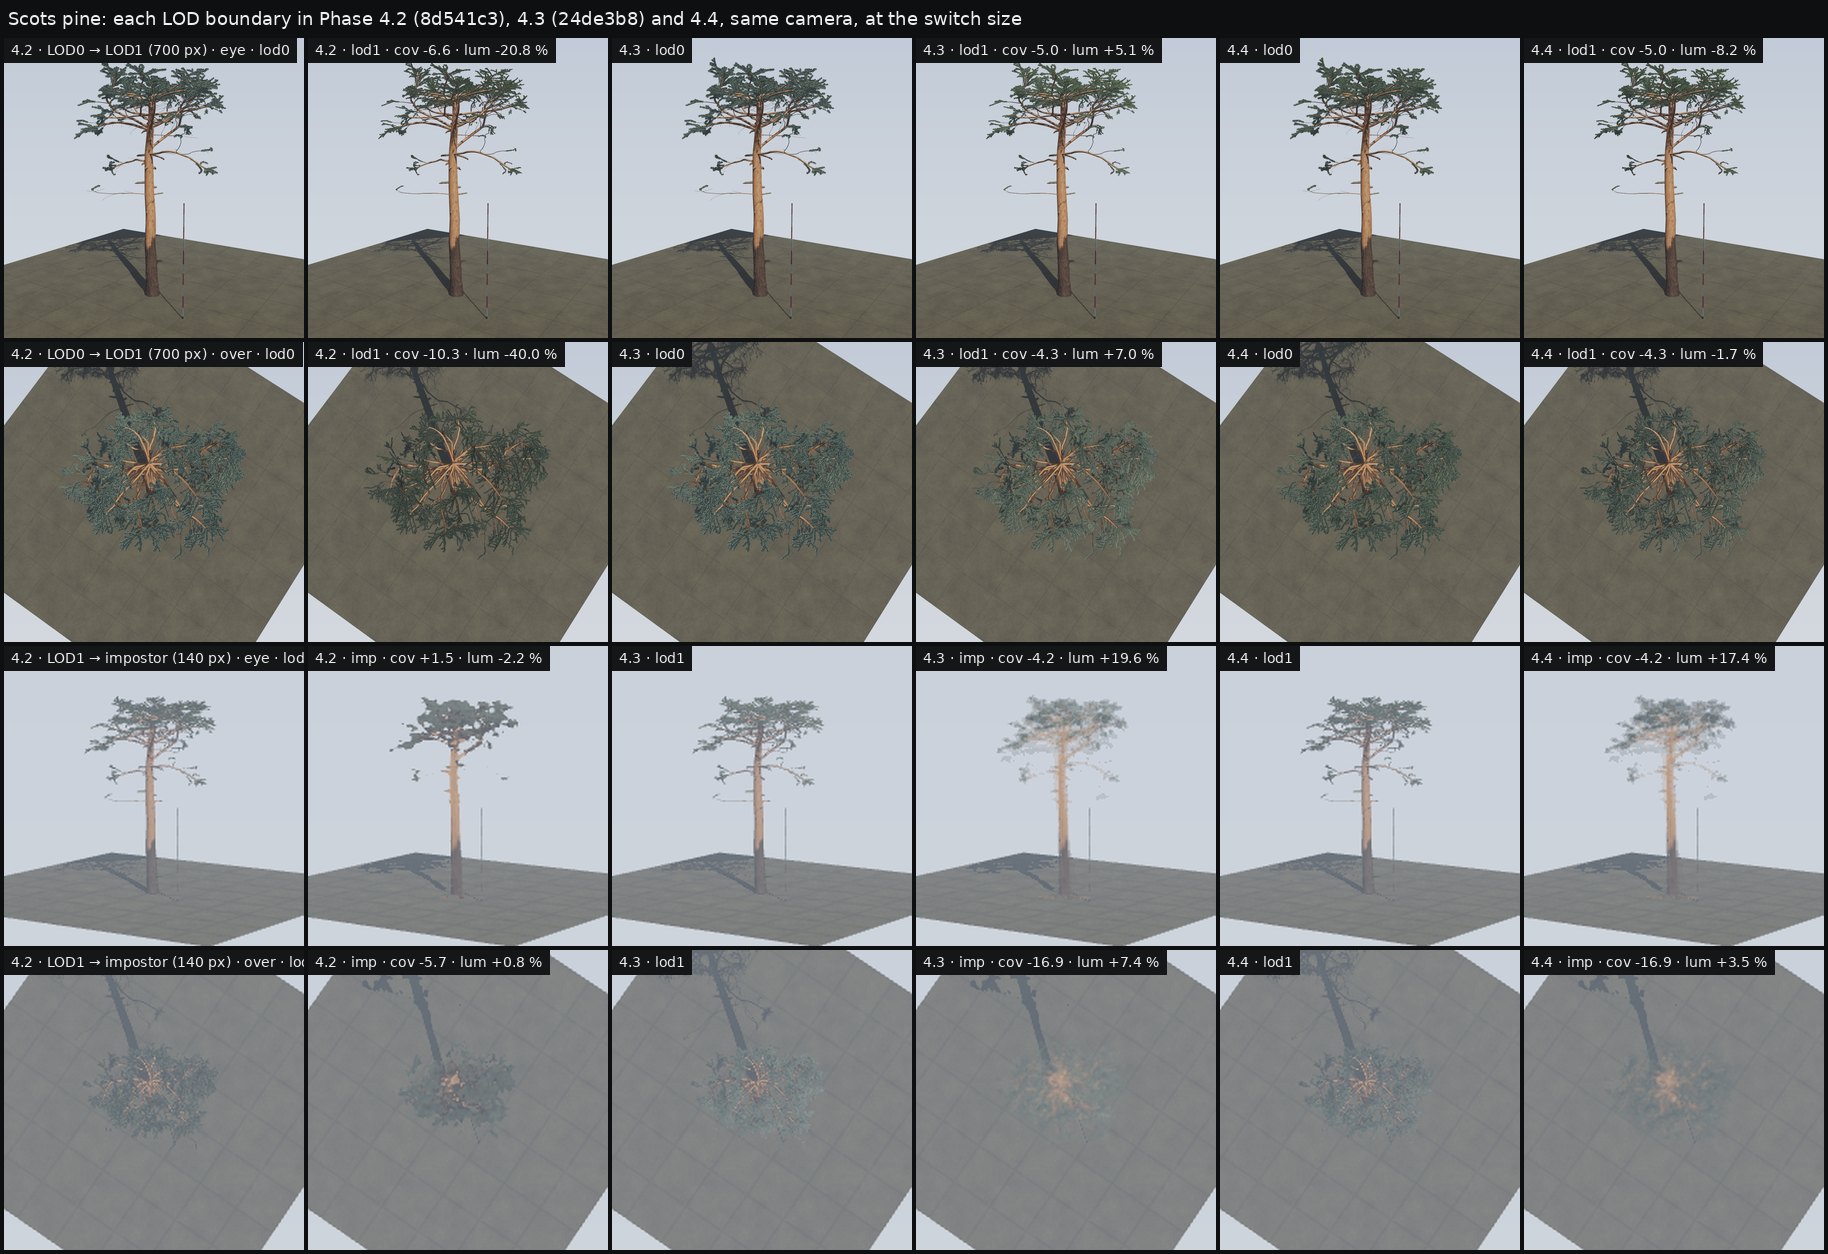 Scots pine: each LOD boundary in Phase 4.2 (8d541c3), 4.3 (24de3b8) and 4.4, same camera, at the switch size
4.2 · LOD0 → LOD1 (700 px) · eye · lod0
4.2 · lod1 · cov -6.6 · lum -20.8 %
4.3 · lod0
4.3 · lod1 · cov -5.0 · lum +5.1 %
4.4 · lod0
4.4 · lod1 · cov -5.0 · lum -8.2 %
4.2 · LOD0 → LOD1 (700 px) · over · lod0
4.2 · lod1 · cov -10.3 · lum -40.0 %
4.3 · lod0
4.3 · lod1 · cov -4.3 · lum +7.0 %
4.4 · lod0
4.4 · lod1 · cov -4.3 · lum -1.7 %
4.2 · LOD1 → impostor (140 px) · eye · lod
4.2 · imp · cov +1.5 · lum -2.2 %
4.3 · lod1
4.3 · imp · cov -4.2 · lum +19.6 %
4.4 · lod1
4.4 · imp · cov -4.2 · lum +17.4 %
4.2 · LOD1 → impostor (140 px) · over · lo
4.2 · imp · cov -5.7 · lum +0.8 %
4.3 · lod1
4.3 · imp · cov -16.9 · lum +7.4 %
4.4 · lod1
4.4 · imp · cov -16.9 · lum +3.5 %